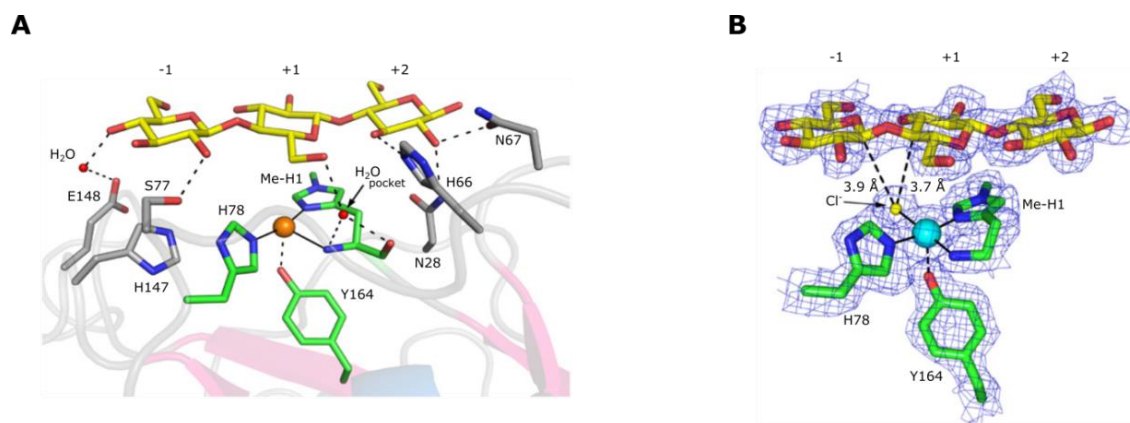 A
-1 +1 +2
N67
H₂O
Me-H1
H₂O pocket
H66
E148
S77
H78
N28
H147
Y164
B
-1 +1 +2
3.9 Å 3.7 Å
Cl⁻
Me-H1
H78
Y164